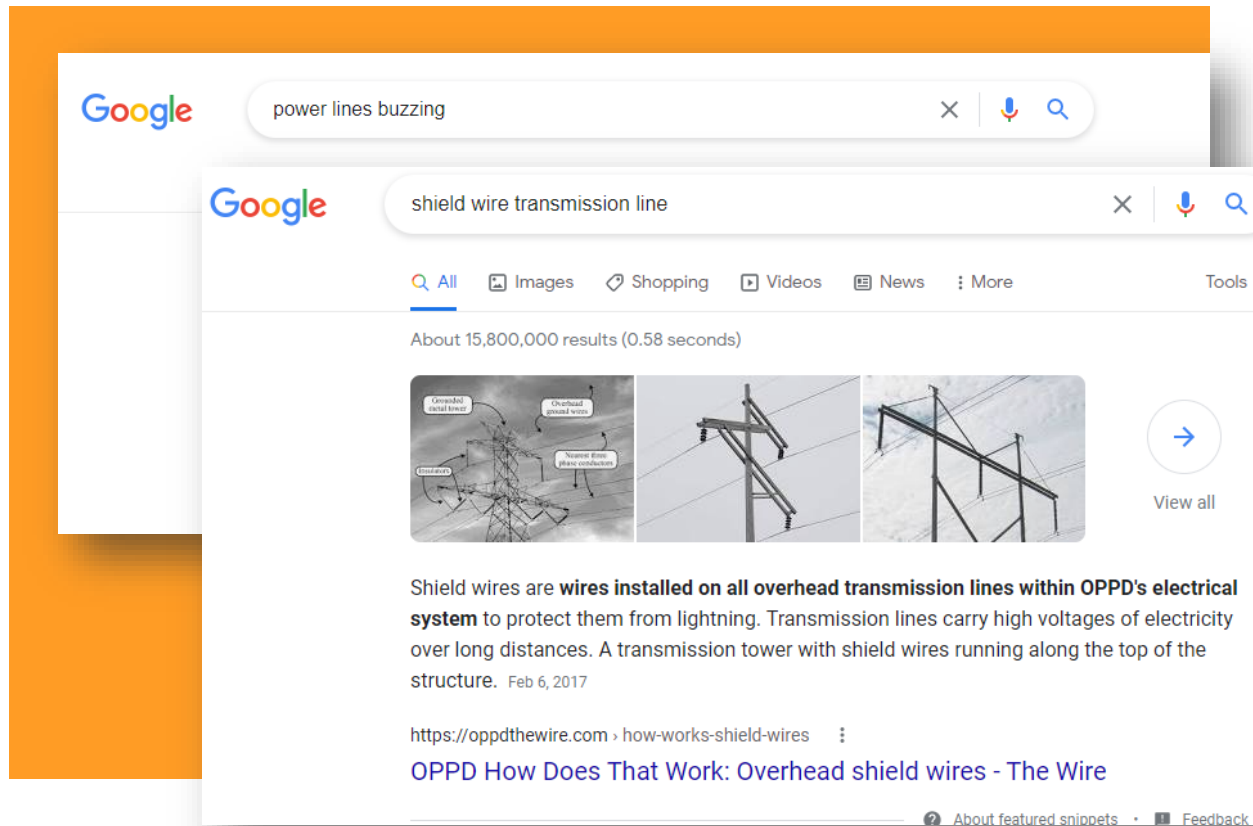 Google
power lines buzzing
Google
shield wire transmission line
All Images Shopping Videos News More Tools
About 15,800,000 results (0.58 seconds)
Grounded
metal tower
Overhead
ground wires
Insulators
Nearest three
phase conductors
View all
Shield wires are wires installed on all overhead transmission lines within OPPD's electrical
system to protect them from lightning. Transmission lines carry high voltages of electricity
over long distances. A transmission tower with shield wires running along the top of the
structure. Feb 6, 2017
https://oppdthewire.com › how-works-shield-wires
OPPD How Does That Work: Overhead shield wires - The Wire
About featured snippets • Feedback